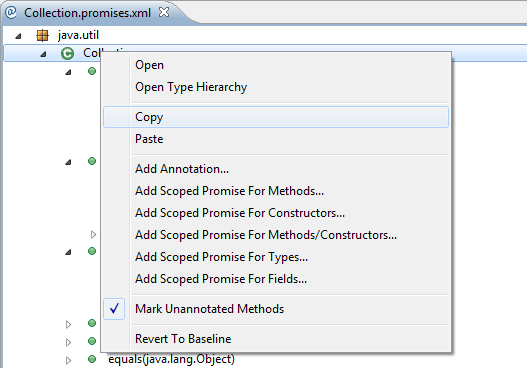 @ Collection.promises.xml
java.util
C Collecti
Open
Open Type Hierarchy
Copy
Paste
Add Annotation...
Add Scoped Promise For Methods...
Add Scoped Promise For Constructors...
Add Scoped Promise For Methods/Constructors...
Add Scoped Promise For Types...
Add Scoped Promise For Fields...
Mark Unannotated Methods
Revert To Baseline
equals(java.lang.Object)